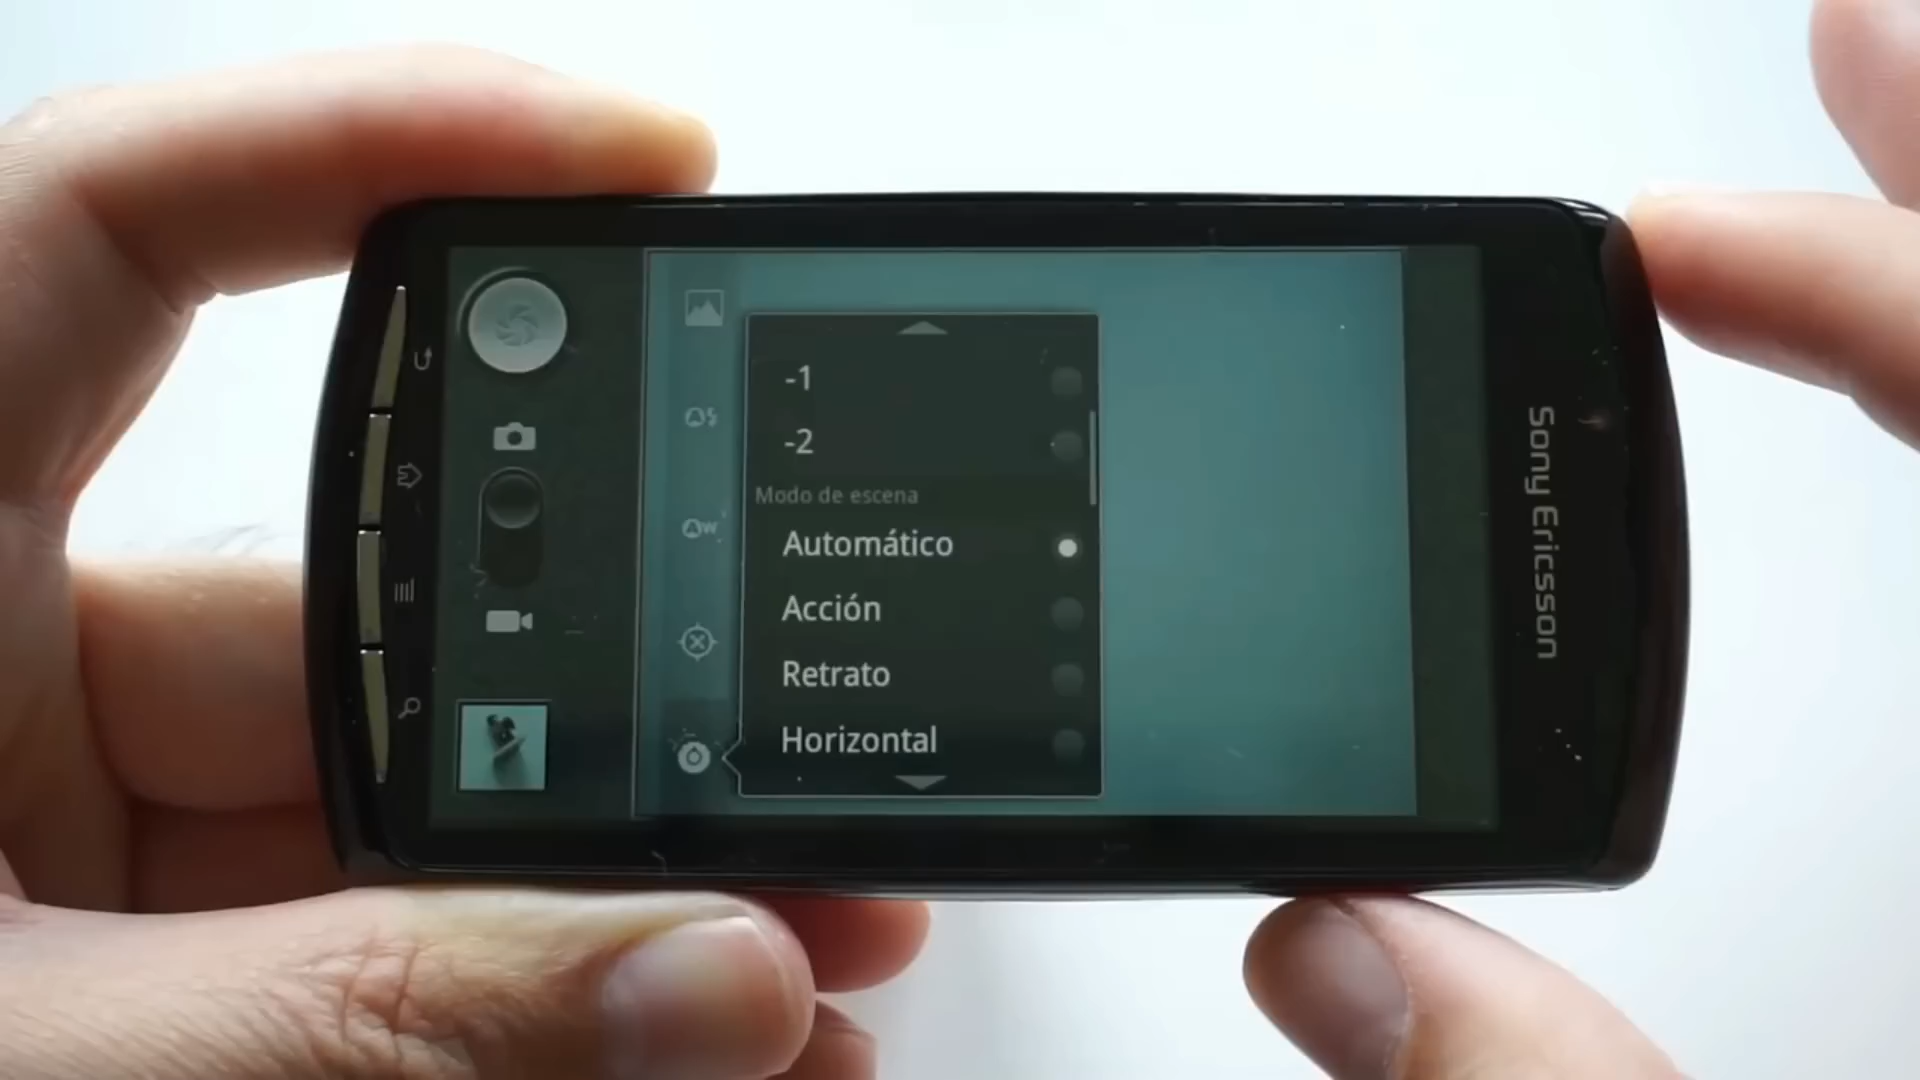 -1
-2
Modo de escena
Automático
Acción
Retrato
Horizontal
Sony Ericsson